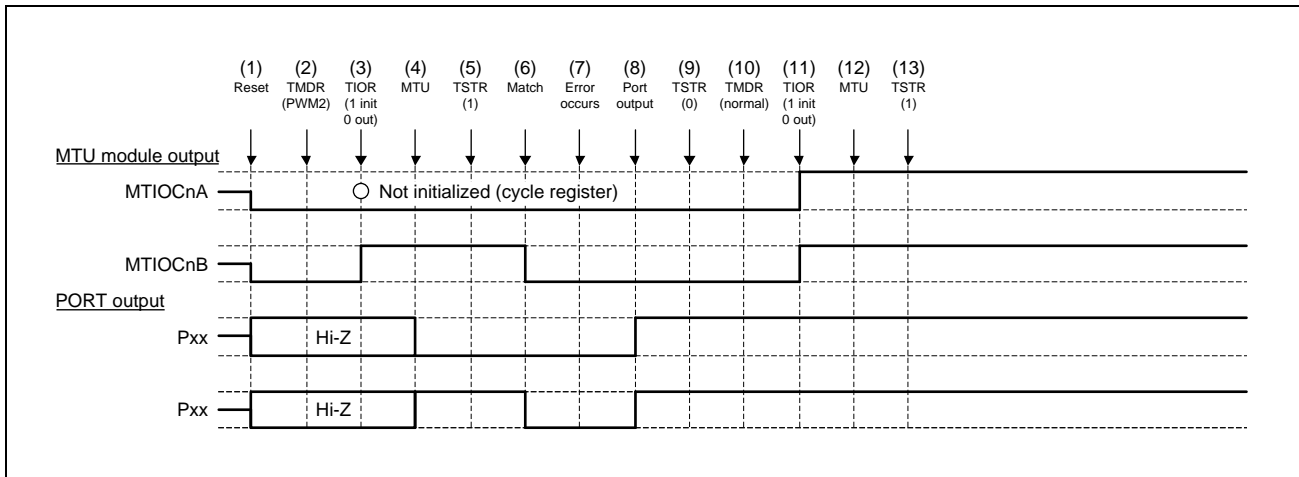 (1) (2) (3) (4) (5) (6) (7) (8) (9) (10) (11) (12) (13)
Reset TMDR TIOR MTU TSTR Match Error Port TSTR TMDR TIOR MTU TSTR
(PWM2) (1 init (1) occurs output (0) (normal) (1 init (1)
0 out) 0 out)
MTU module output
MTIOCnA Not initialized (cycle register)
MTIOCnB
PORT output
Pxx Hi-Z
Pxx Hi-Z